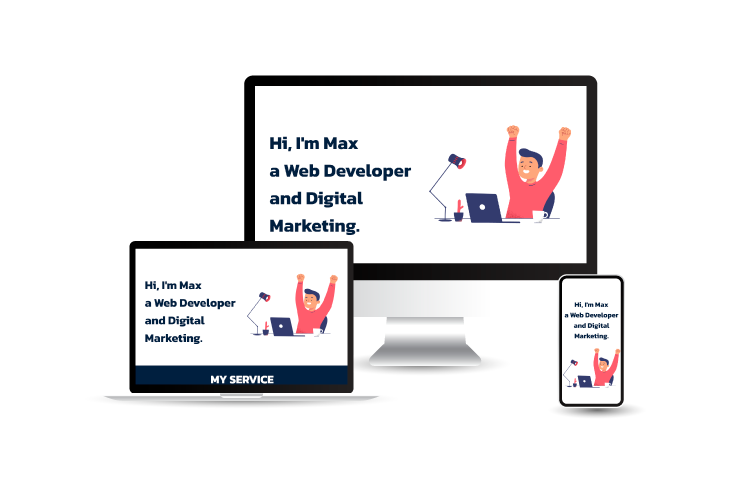 Hi, I'm Max
a Web Developer
and Digital
Marketing.
Hi, I'm Max
a Web Developer
and Digital
Marketing.
MY SERVICE
Hi, I'm Max
a Web Developer
and Digital
Marketing.